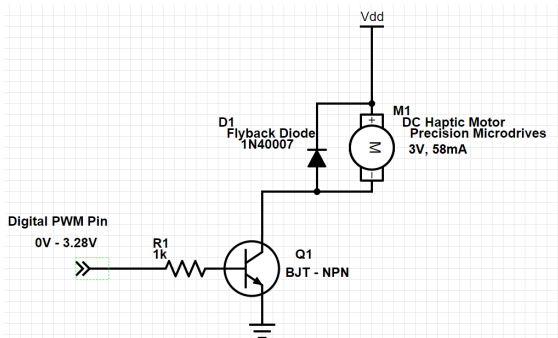 Vdd
M1
D1
DC Haptic Motor
Flyback Diode
Precision Microdrives
1N40007
3V, 58mA
+
M
-
Digital PWM Pin
0V - 3.28V
R1
1k
Q1
BJT - NPN